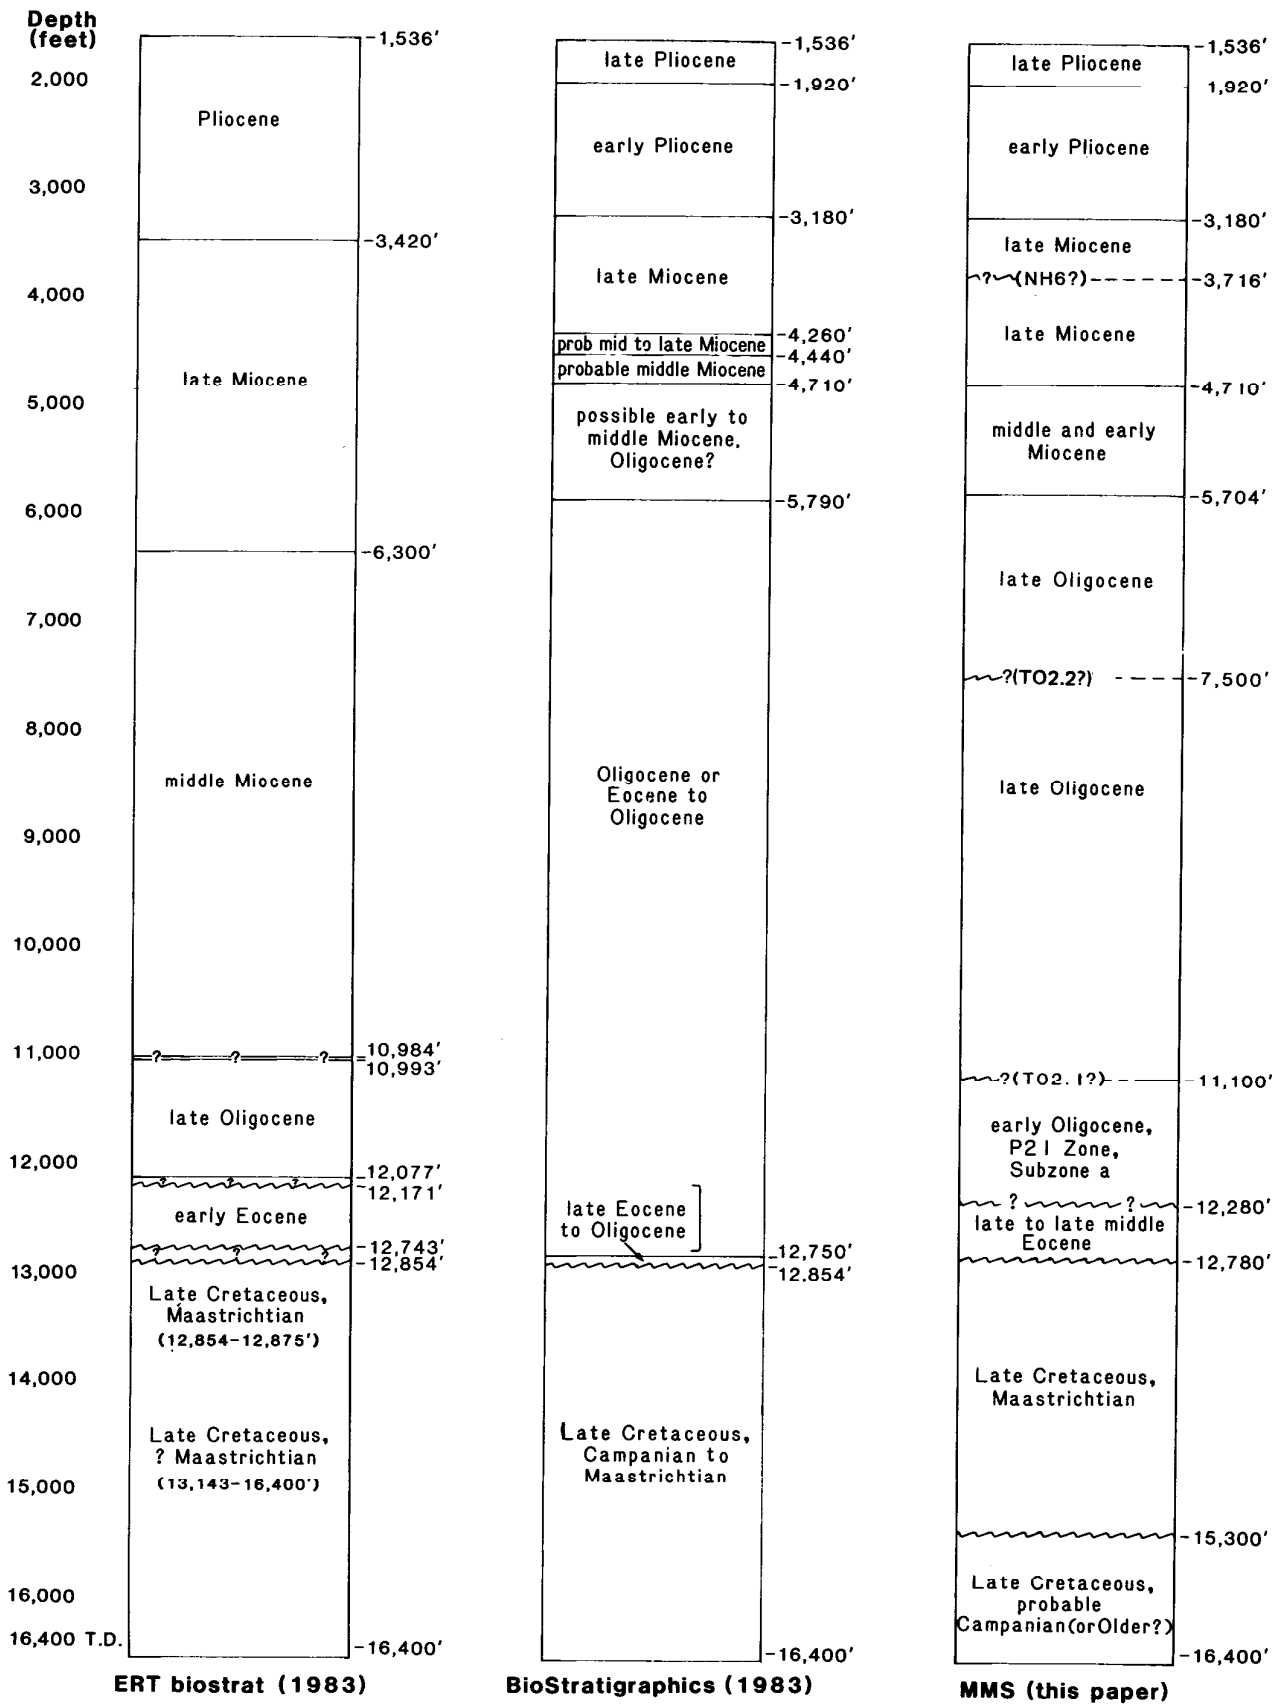 Depth
(feet)
2,000
3,000
4,000
5,000
6,000
7,000
8,000
9,000
10,000
11,000
12,000
13,000
14,000
15,000
16,000
16,400 T.D.
-1,536'
Pliocene
-3,420'
late Miocene
-6,300'
middle Miocene
? ? ?
10,984'
10,993'
late Oligocene
12,077'
? ? ?
12,171'
early Eocene
12,743'
? ? ?
12,854'
Late Cretaceous,
Maastrichtian
(12,854-12,875')
Late Cretaceous,
? Maastrichtian
(13,143-16,400')
-16,400'
ERT biostrat (1983)
-1,536'
late Pliocene
-1,920'
early Pliocene
-3,180'
late Miocene
-4,260'
prob mid to late Miocene
-4,440'
probable middle Miocene
-4,710'
possible early to
middle Miocene,
Oligocene?
-5,790'
Oligocene or
Eocene to
Oligocene
late Eocene
to Oligocene
12,750'
12.854'
Late Cretaceous,
Campanian to
Maastrichtian
-16,400'
BioStratigraphics (1983)
-1,536'
late Pliocene
1,920'
early Pliocene
-3,180'
late Miocene
?(NH6?)
-3,716'
late Miocene
-4,710'
middle and early
Miocene
-5,704'
late Oligocene
?(TO2.2?)
-7,500'
late Oligocene
?(TO2.1?)
11,100'
early Oligocene,
P21 Zone,
Subzone a
? ?
-12,280'
late to late middle
Eocene
-12,780'
Late Cretaceous,
Maastrichtian
-15,300'
Late Cretaceous,
probable
Campanian(orOlder?)
-16,400'
MMS (this paper)